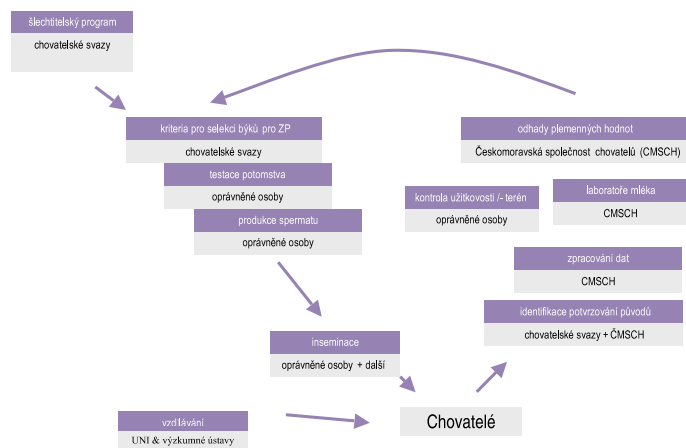 šlechtitelský program
chovatelské svazy
kriteria pro selekci býků pro ZP
chovatelské svazy
testace potomstva
oprávněné osoby
produkce spermatu
oprávněné osoby
odhady plemenných hodnot
Českomoravská společnost chovatelů (CMSCH)
kontrola užitkovosti /- terén
oprávněné osoby
laboratoře mléka
CMSCH
zpracování dat
CMSCH
identifikace potvrzování původů
chovatelské svazy + ČMSCH
inseminace
oprávněné osoby + další
Chovatelé
vzdilávání
UNI & výzkumné ústavy